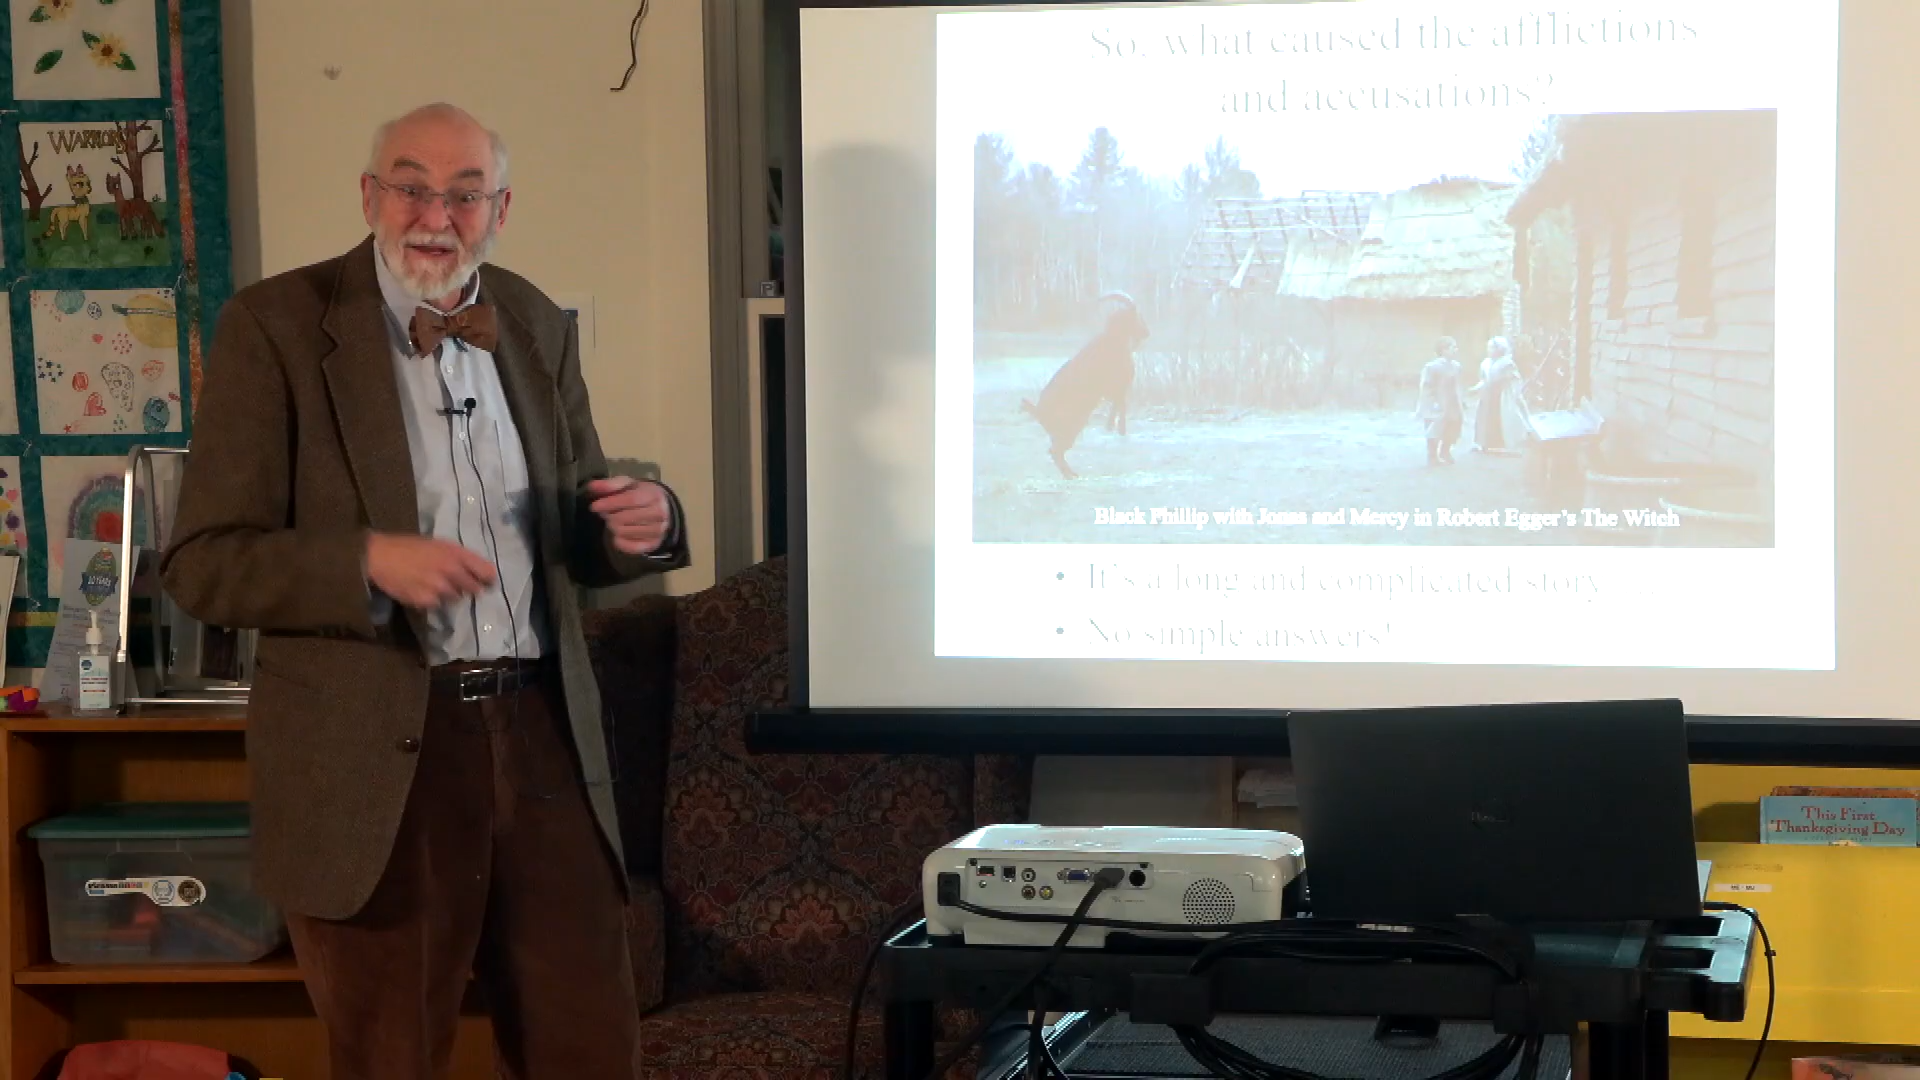 So, what caused the afflictions
and accusations?
Black Phillip with Jonas and Mercy in Robert Egger's The Witch
• It's a long and complicated story . . .
• No simple answers!
WARRIORS
This First
Thanksgiving Day